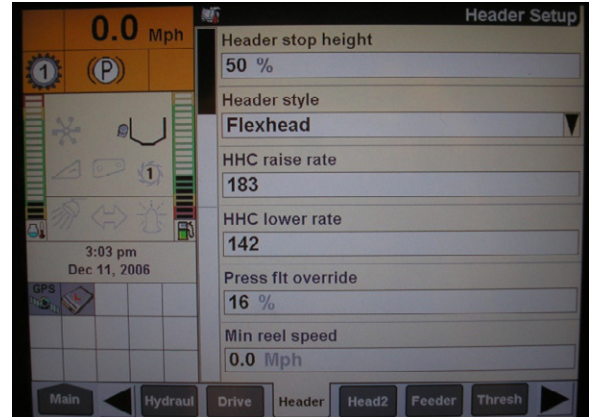 0.0 Mph
Header Setup
Header stop height
50 %
1
(P)
Header style
Flexhead
HHC raise rate
183
1
HHC lower rate
142
3:03 pm
Dec 11, 2006
Press flt override
16 %
GPS
Min reel speed
0.0 Mph
Main
Hydraul
Drive
Header
Head2
Feeder
Thresh